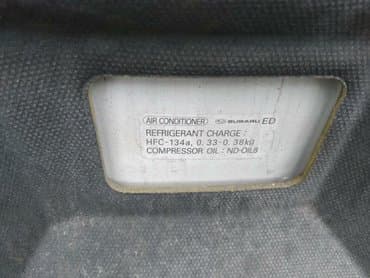 AIR CONDITIONER SUBARU ED
REFRIGERANT CHARGE :
HFC-134a, 0.33-0.38kg
COMPRESSOR OIL : ND-OIL8